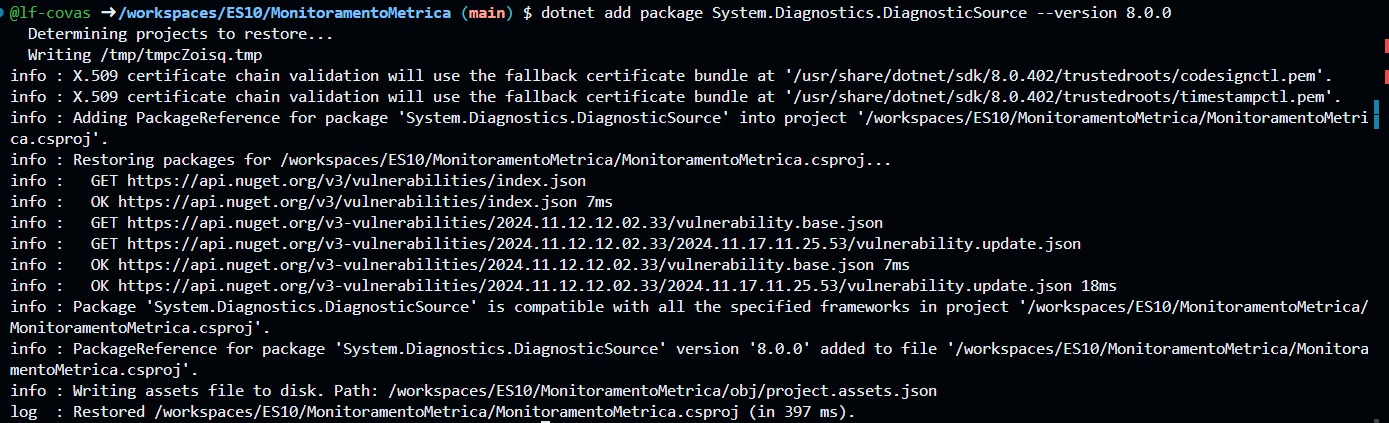 @lf-covas ➜/workspaces/ES10/MonitoramentoMetrica (main) $ dotnet add package System.Diagnostics.DiagnosticSource --version 8.0.0
  Determining projects to restore...
  Writing /tmp/tmpcZoisq.tmp
info : X.509 certificate chain validation will use the fallback certificate bundle at '/usr/share/dotnet/sdk/8.0.402/trustedroots/codesignctl.pem'.
info : X.509 certificate chain validation will use the fallback certificate bundle at '/usr/share/dotnet/sdk/8.0.402/trustedroots/timestampctl.pem'.
info : Adding PackageReference for package 'System.Diagnostics.DiagnosticSource' into project '/workspaces/ES10/MonitoramentoMetrica/MonitoramentoMetri
ca.csproj'.
info : Restoring packages for /workspaces/ES10/MonitoramentoMetrica/MonitoramentoMetrica.csproj...
info :   GET https://api.nuget.org/v3/vulnerabilities/index.json
info :   OK https://api.nuget.org/v3/vulnerabilities/index.json 7ms
info :   GET https://api.nuget.org/v3-vulnerabilities/2024.11.12.12.02.33/vulnerability.base.json
info :   GET https://api.nuget.org/v3-vulnerabilities/2024.11.12.12.02.33/2024.11.17.11.25.53/vulnerability.update.json
info :   OK https://api.nuget.org/v3-vulnerabilities/2024.11.12.12.02.33/vulnerability.base.json 7ms
info :   OK https://api.nuget.org/v3-vulnerabilities/2024.11.12.12.02.33/2024.11.17.11.25.53/vulnerability.update.json 18ms
info : Package 'System.Diagnostics.DiagnosticSource' is compatible with all the specified frameworks in project '/workspaces/ES10/MonitoramentoMetrica/
MonitoramentoMetrica.csproj'.
info : PackageReference for package 'System.Diagnostics.DiagnosticSource' version '8.0.0' added to file '/workspaces/ES10/MonitoramentoMetrica/Monitora
mentoMetrica.csproj'.
info : Writing assets file to disk. Path: /workspaces/ES10/MonitoramentoMetrica/obj/project.assets.json
log  : Restored /workspaces/ES10/MonitoramentoMetrica/MonitoramentoMetrica.csproj (in 397 ms).